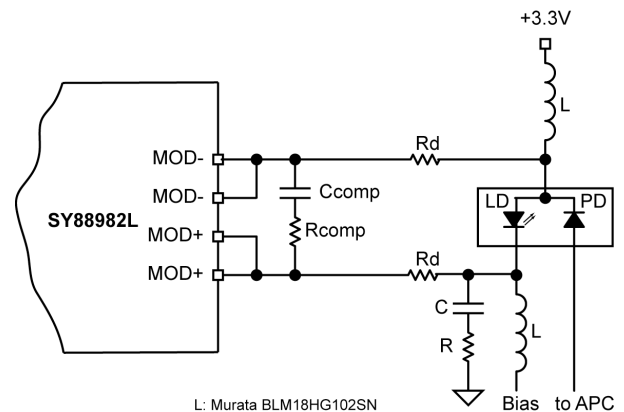 +3.3V
L
MOD-
Rd
MOD-
Ccomp
LD
PD
SY88982L
Rcomp
MOD+
MOD+
Rd
C
L
R
L: Murata BLM18HG102SN
Bias
to APC